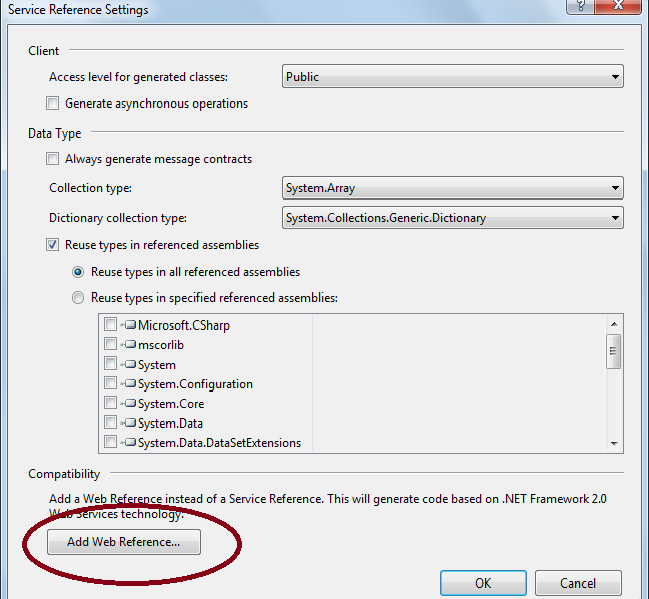 Service Reference Settings
Client
Access level for generated classes:
Public
Generate asynchronous operations
Data Type
Always generate message contracts
Collection type:
System.Array
Dictionary collection type:
System.Collections.Generic.Dictionary
Reuse types in referenced assemblies
Reuse types in all referenced assemblies
Reuse types in specified referenced assemblies:
Microsoft.CSharp
mscorlib
System
System.Configuration
System.Core
System.Data
System.Data.DataSetExtensions
Compatibility
Add a Web Reference instead of a Service Reference. This will generate code based on .NET Framework 2.0
Web Services technology.
Add Web Reference...
OK
Cancel